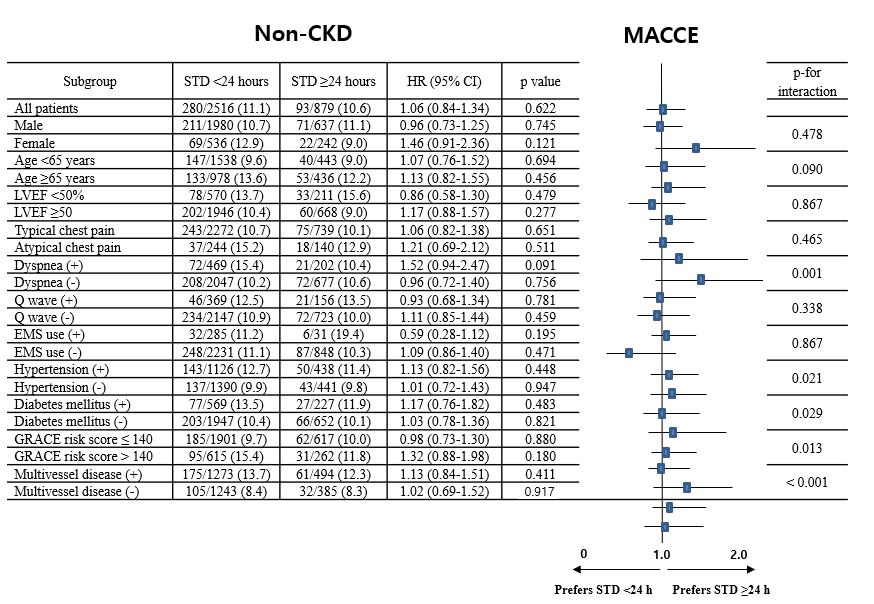 Non-CKD MACCE
Subgroup STD <24 hours STD ≥24 hours HR (95% CI) p value p-for interaction
All patients 280/2516 (11.1) 93/879 (10.6) 1.06 (0.84-1.34) 0.622
Male 211/1980 (10.7) 71/637 (11.1) 0.96 (0.73-1.25) 0.745
0.478
Female 69/536 (12.9) 22/242 (9.0) 1.46 (0.91-2.36) 0.121
Age <65 years 147/1538 (9.6) 40/443 (9.0) 1.07 (0.76-1.52) 0.694
0.090
Age ≥65 years 133/978 (13.6) 53/436 (12.2) 1.13 (0.82-1.55) 0.456
LVEF <50% 78/570 (13.7) 33/211 (15.6) 0.86 (0.58-1.30) 0.479
0.867
LVEF ≥50 202/1946 (10.4) 60/668 (9.0) 1.17 (0.88-1.57) 0.277
Typical chest pain 243/2272 (10.7) 75/739 (10.1) 1.06 (0.82-1.38) 0.651
0.465
Atypical chest pain 37/244 (15.2) 18/140 (12.9) 1.21 (0.69-2.12) 0.511
Dyspnea (+) 72/469 (15.4) 21/202 (10.4) 1.52 (0.94-2.47) 0.091
0.001
Dyspnea (-) 208/2047 (10.2) 72/677 (10.6) 0.96 (0.72-1.40) 0.756
Q wave (+) 46/369 (12.5) 21/156 (13.5) 0.93 (0.68-1.34) 0.781
0.338
Q wave (-) 234/2147 (10.9) 72/723 (10.0) 1.11 (0.85-1.44) 0.459
EMS use (+) 32/285 (11.2) 6/31 (19.4) 0.59 (0.28-1.12) 0.195
0.867
EMS use (-) 248/2231 (11.1) 87/848 (10.3) 1.09 (0.86-1.40) 0.471
Hypertension (+) 143/1126 (12.7) 50/438 (11.4) 1.13 (0.82-1.56) 0.448
0.021
Hypertension (-) 137/1390 (9.9) 43/441 (9.8) 1.01 (0.72-1.43) 0.947
Diabetes mellitus (+) 77/569 (13.5) 27/227 (11.9) 1.17 (0.76-1.82) 0.483
0.029
Diabetes mellitus (-) 203/1947 (10.4) 66/652 (10.1) 1.03 (0.78-1.36) 0.821
GRACE risk score ≤ 140 185/1901 (9.7) 62/617 (10.0) 0.98 (0.73-1.30) 0.880
0.013
GRACE risk score > 140 95/615 (15.4) 31/262 (11.8) 1.32 (0.88-1.98) 0.180
Multivessel disease (+) 175/1273 (13.7) 61/494 (12.3) 1.13 (0.84-1.51) 0.411
< 0.001
Multivessel disease (-) 105/1243 (8.4) 32/385 (8.3) 1.02 (0.69-1.52) 0.917
0 1.0 2.0
Prefers STD <24 h Prefers STD ≥24 h